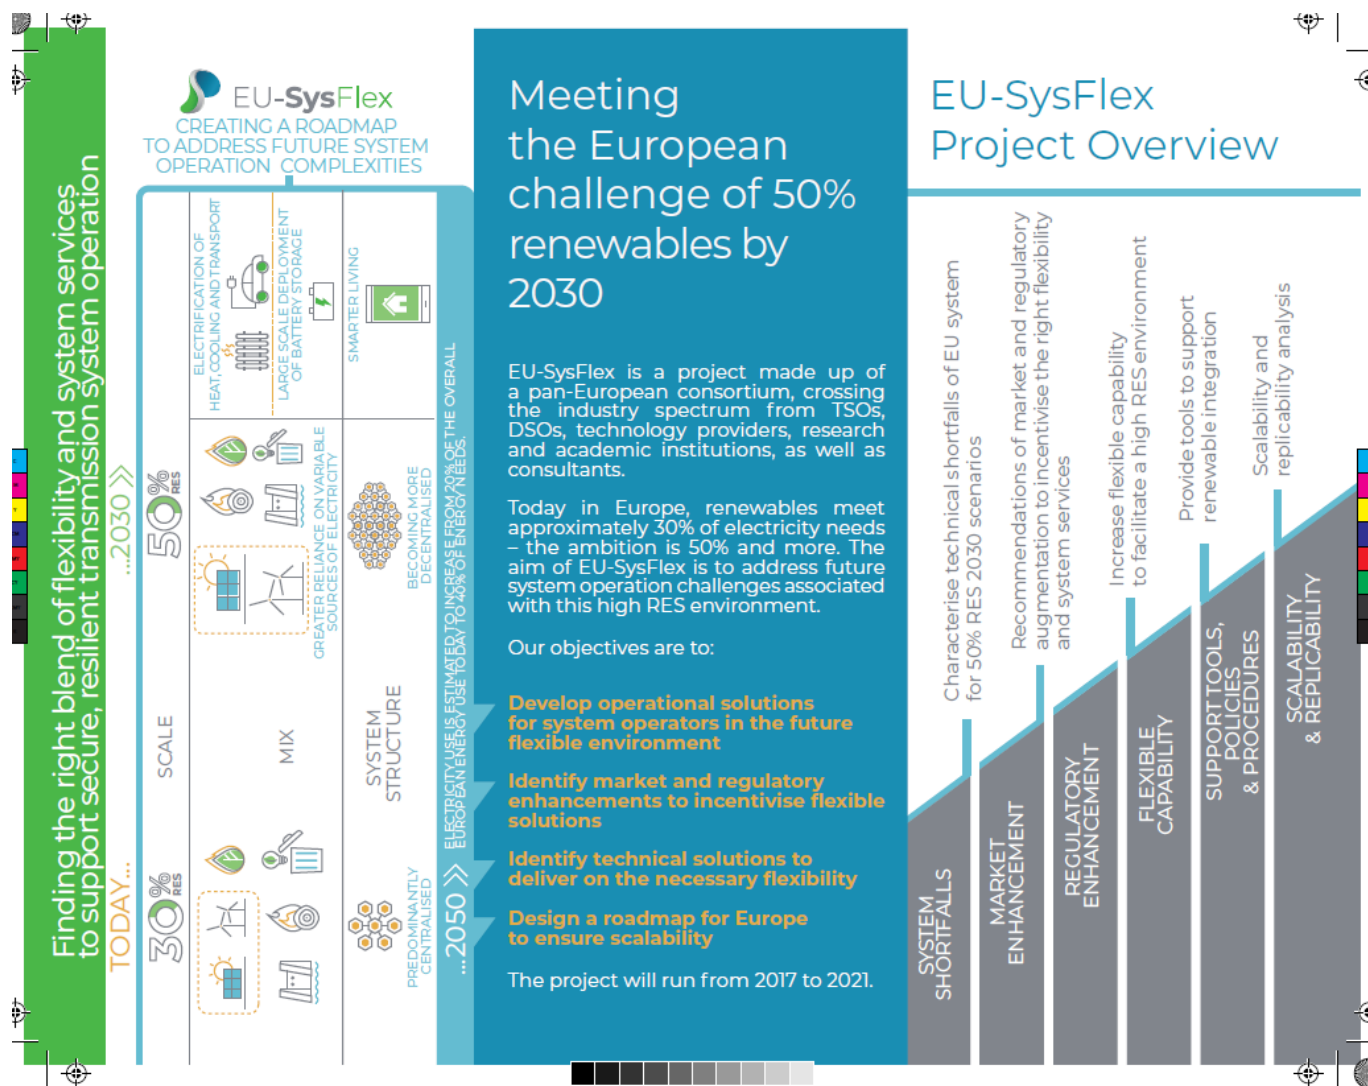 Finding the right blend of flexibility and system services
to support secure, resilient transmission system operation
EU-SysFlex
CREATING A ROADMAP
TO ADDRESS FUTURE SYSTEM
OPERATION COMPLEXITIES
TODAY...
...2030 >>
30%
RES
SCALE
50%
RES
MIX
GREATER RELIANCE ON VARIABLE
SOURCES OF ELECTRICITY
ELECTRIFICATION OF
HEAT, COOLING AND TRANSPORT
LARGE SCALE DEPLOYMENT
OF BATTERY STORAGE
PREDOMINANTLY
CENTRALISED
SYSTEM
STRUCTURE
BECOMING MORE
DECENTRALISED
SMARTER LIVING
...2050 >>
ELECTRICITY USE IS ESTIMATED TO INCREASE FROM 20% OF THE OVERALL
EUROPEAN ENERGY USE TODAY TO 40% OF ENERGY NEEDS.
Meeting
the European
challenge of 50%
renewables by
2030
EU-SysFlex is a project made up of
a pan-European consortium, crossing
the industry spectrum from TSOs,
DSOs, technology providers, research
and academic institutions, as well as
consultants.
Today in Europe, renewables meet
approximately 30% of electricity needs
– the ambition is 50% and more. The
aim of EU-SysFlex is to address future
system operation challenges associated
with this high RES environment.
Our objectives are to:
Develop operational solutions
for system operators in the future
flexible environment
Identify market and regulatory
enhancements to incentivise flexible
solutions
Identify technical solutions to
deliver on the necessary flexibility
Design a roadmap for Europe
to ensure scalability
The project will run from 2017 to 2021.
EU-SysFlex
Project Overview
Characterise technical shortfalls of EU system
for 50% RES 2030 scenarios
Recommendations of market and regulatory
augmentation to incentivise the right flexibility
and system services
Increase flexible capability
to facilitate a high RES environment
Provide tools to support
renewable integration
Scalability and
replicability analysis
SYSTEM
SHORTFALLS
MARKET
ENHANCEMENT
REGULATORY
ENHANCEMENT
FLEXIBLE
CAPABILITY
SUPPORT TOOLS,
POLICIES
& PROCEDURES
SCALABILITY
& REPLICABILITY